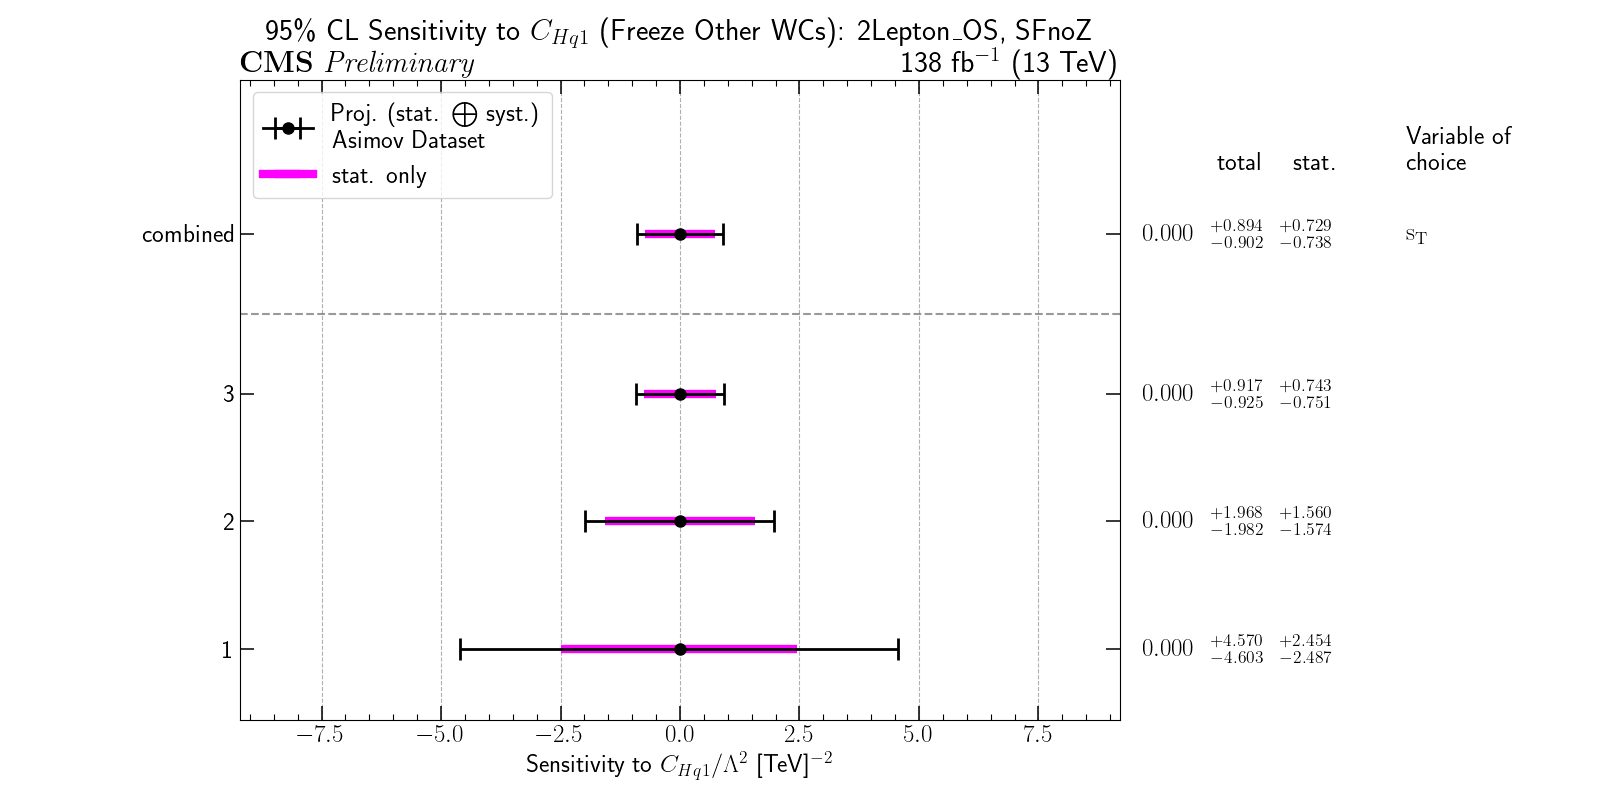 95% CL Sensitivity to C_{Hq1} (Freeze Other WCs): 2Lepton_OS, SFnoZ
CMS Preliminary 138 fb^{−1} (13 TeV)
Proj. (stat. ⨁ syst.)
Asimov Dataset
stat. only
Variable of
total stat. choice
combined 0.000 +0.894 −0.902 +0.729 −0.738 s_T
3 0.000 +0.917 −0.925 +0.743 −0.751
2 0.000 +1.968 −1.982 +1.560 −1.574
1 0.000 +4.570 −4.603 +2.454 −2.487
−7.5 −5.0 −2.5 0.0 2.5 5.0 7.5
Sensitivity to C_{Hq1}/Λ^2 [TeV]^{−2}